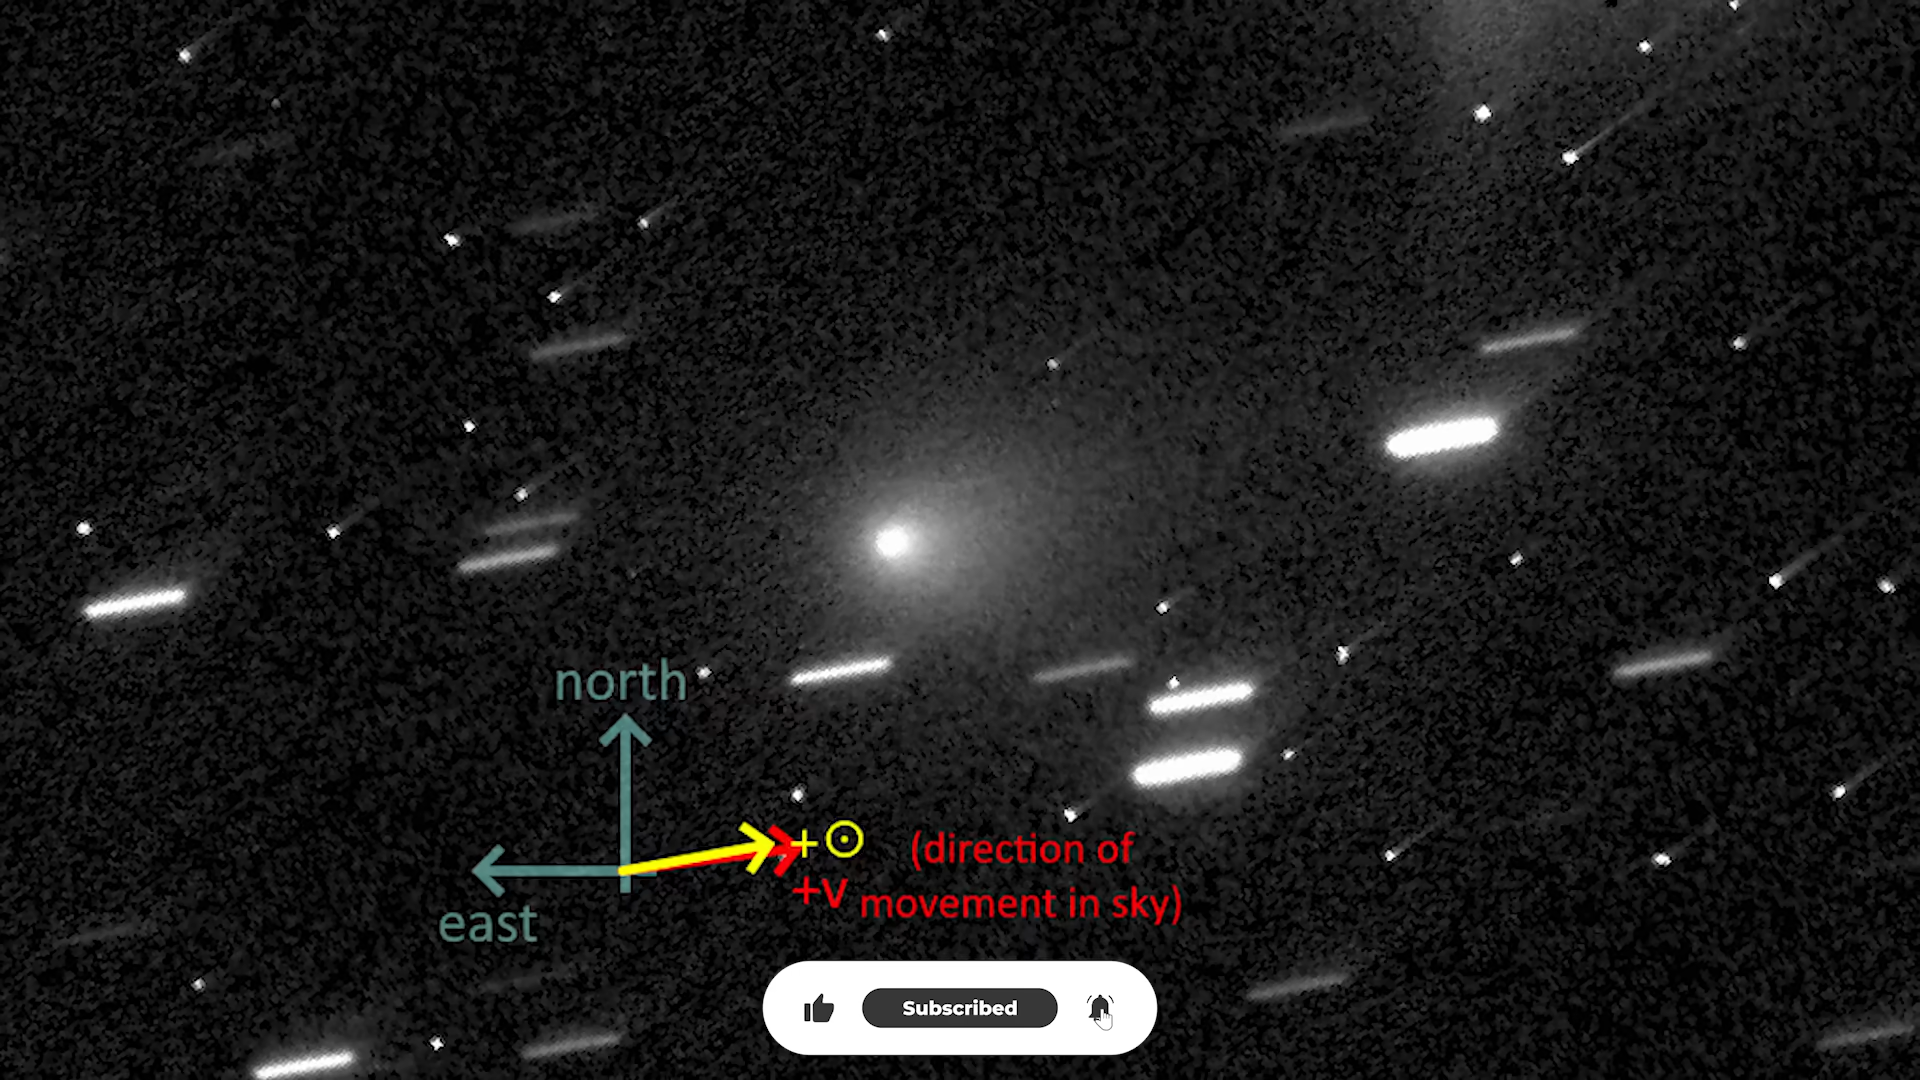 north
+☉
(direction of
+v movement in sky)
east
Subscribed